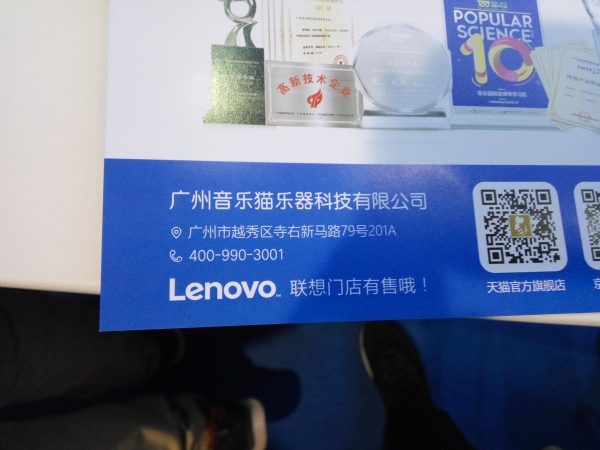 高新技术企业
100
POPULAR
SCIENCE
10
广州音乐猫乐器科技有限公司
广州市越秀区寺右新马路79号201A
400-990-3001
Lenovo 联想门店有售哦！
天猫官方旗舰店
京